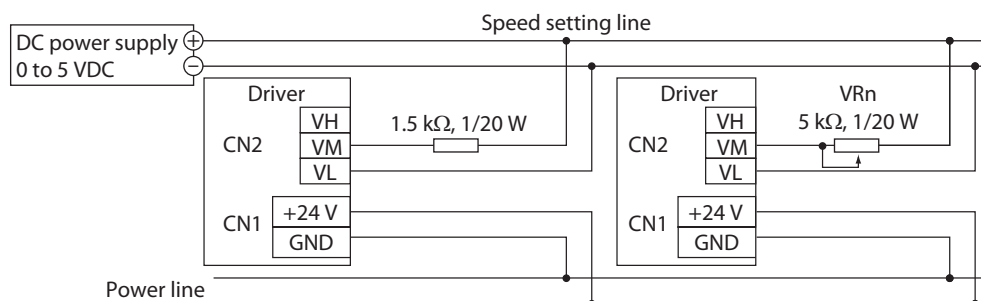 Speed setting line
DC power supply
0 to 5 VDC
+
−
Driver
CN2
VH
VM
VL
1.5 kΩ, 1/20 W
CN1
+24 V
GND
Driver
CN2
VH
VM
VL
VRn
5 kΩ, 1/20 W
CN1
+24 V
GND
Power line